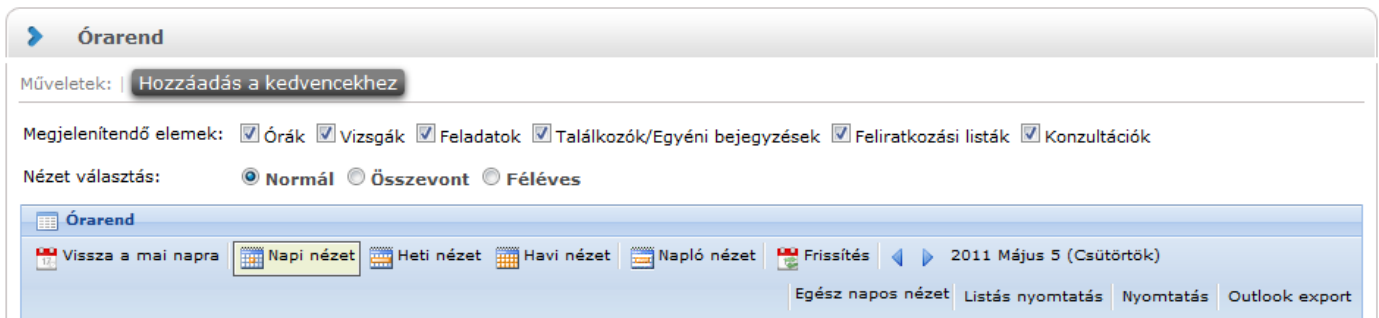 Órarend
Műveletek: | Hozzáadás a kedvencekhez
Megjelenítendő elemek: Órák Vizsgák Feladatok Találkozók/Egyéni bejegyzések Feliratkozási listák Konzultációk
Nézet választás: Normál Összevont Féléves
Órarend
Vissza a mai napra Napi nézet Heti nézet Havi nézet Napló nézet Frissítés 2011 Május 5 (Csütörtök)
Egész napos nézet Listás nyomtatás Nyomtatás Outlook export